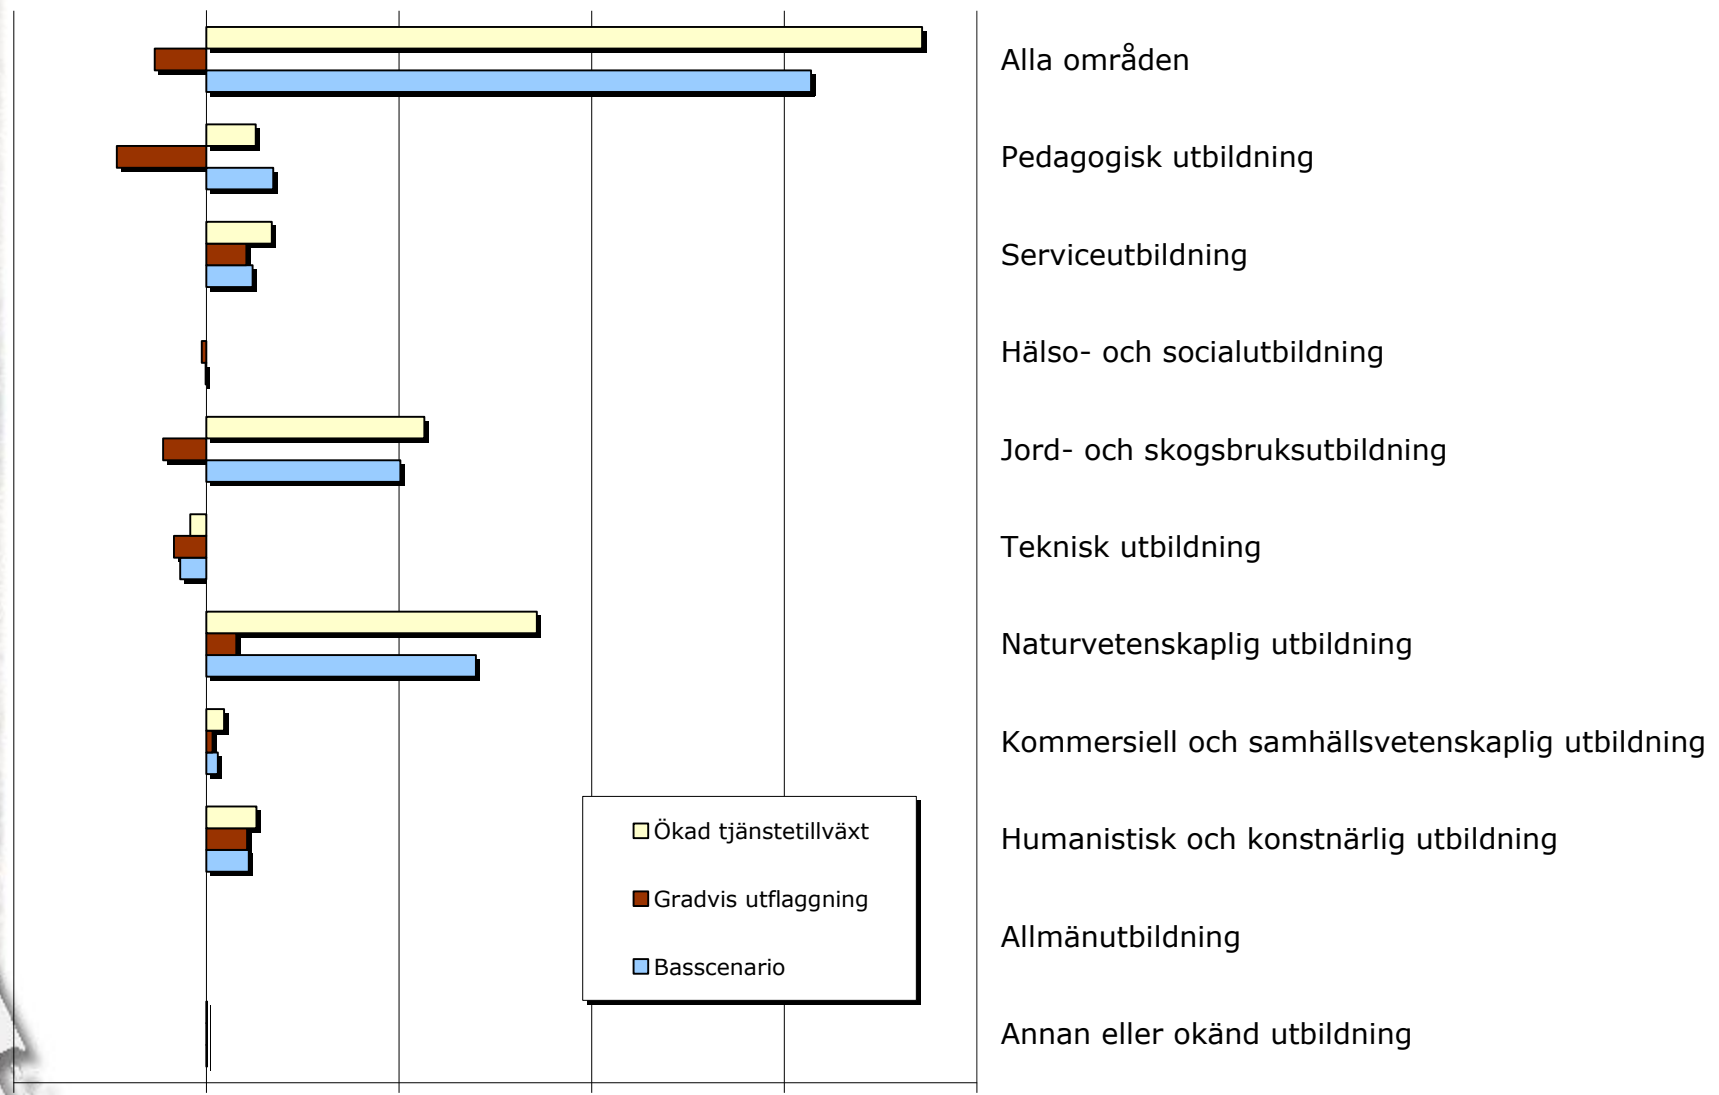 Alla områden
Pedagogisk utbildning
Serviceutbildning
Hälso- och socialutbildning
Jord- och skogsbruksutbildning
Teknisk utbildning
Naturvetenskaplig utbildning
Kommersiell och samhällsvetenskaplig utbildning
Humanistisk och konstnärlig utbildning
Allmänutbildning
Annan eller okänd utbildning
Ökad tjänstetillväxt
Gradvis utflaggning
Basscenario